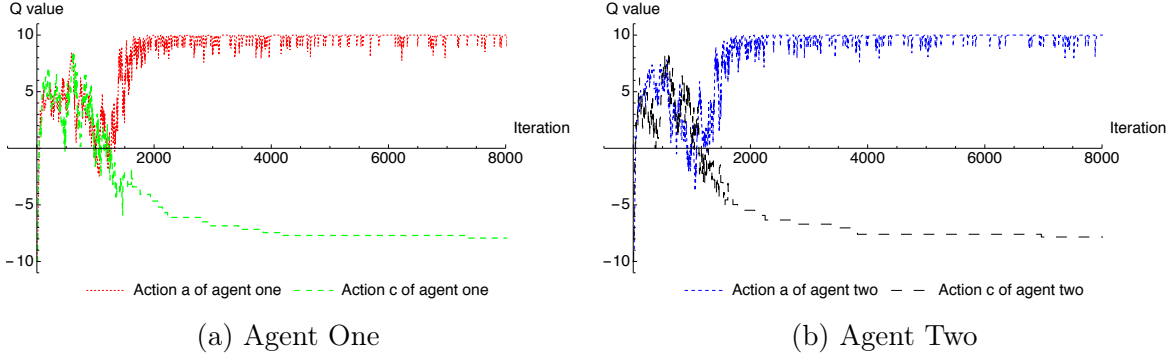 Q value
10
5
Iteration
2000 4000 6000 8000
−5
−10
Action a of agent one Action c of agent one
(a) Agent One
Q value
10
5
Iteration
2000 4000 6000 8000
−5
−10
Action a of agent two Action c of agent two
(b) Agent Two